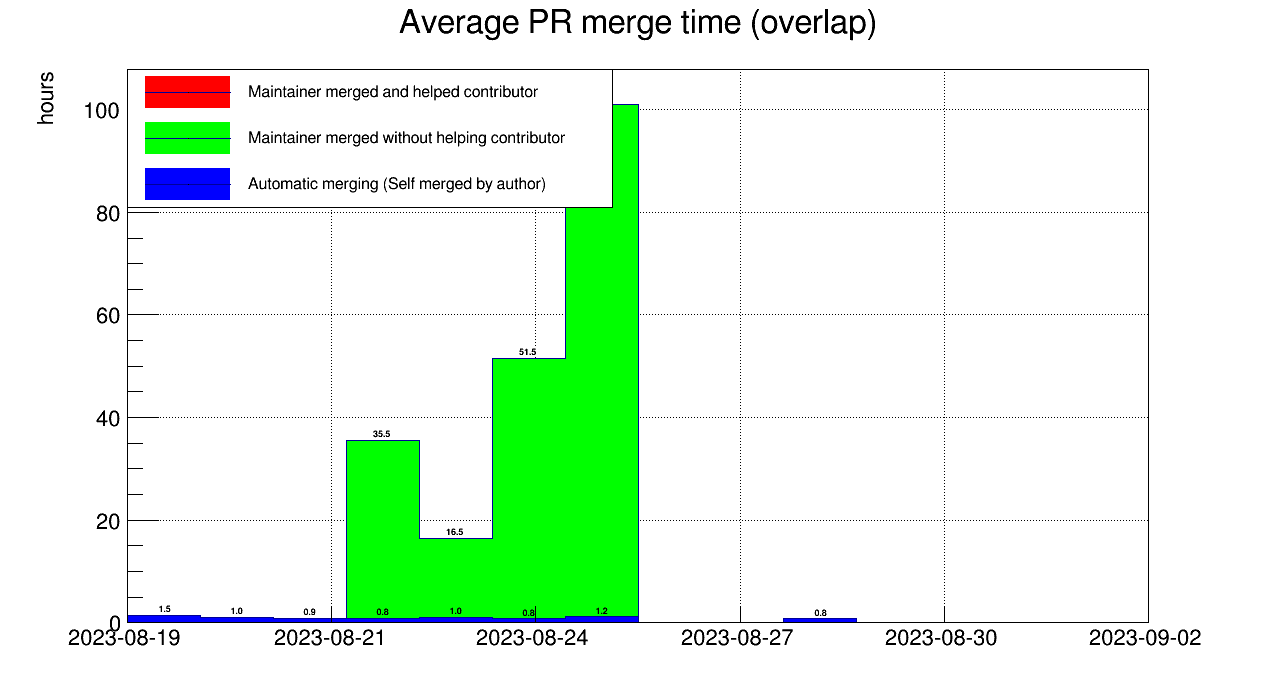 Average PR merge time (overlap)
hours
Maintainer merged and helped contributor
Maintainer merged without helping contributor
Automatic merging (Self merged by author)
100
80
60
51.5
40
35.5
20
16.5
1.5 1.0 0.9 0.8 1.0 0.8 1.2 0.8
0
2023-08-19 2023-08-21 2023-08-24 2023-08-27 2023-08-30 2023-09-02